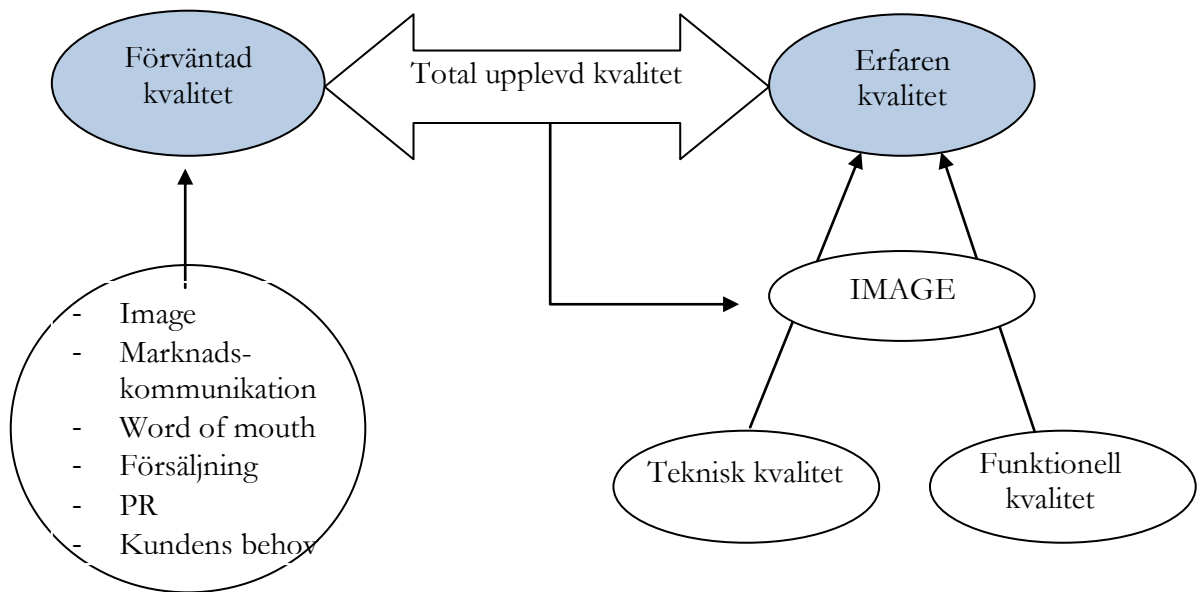 Förväntad
kvalitet
Total upplevd kvalitet
Erfaren
kvalitet
- Image
- Marknads-
kommunikation
- Word of mouth
- Försäljning
- PR
- Kundens behov
IMAGE
Teknisk kvalitet
Funktionell
kvalitet